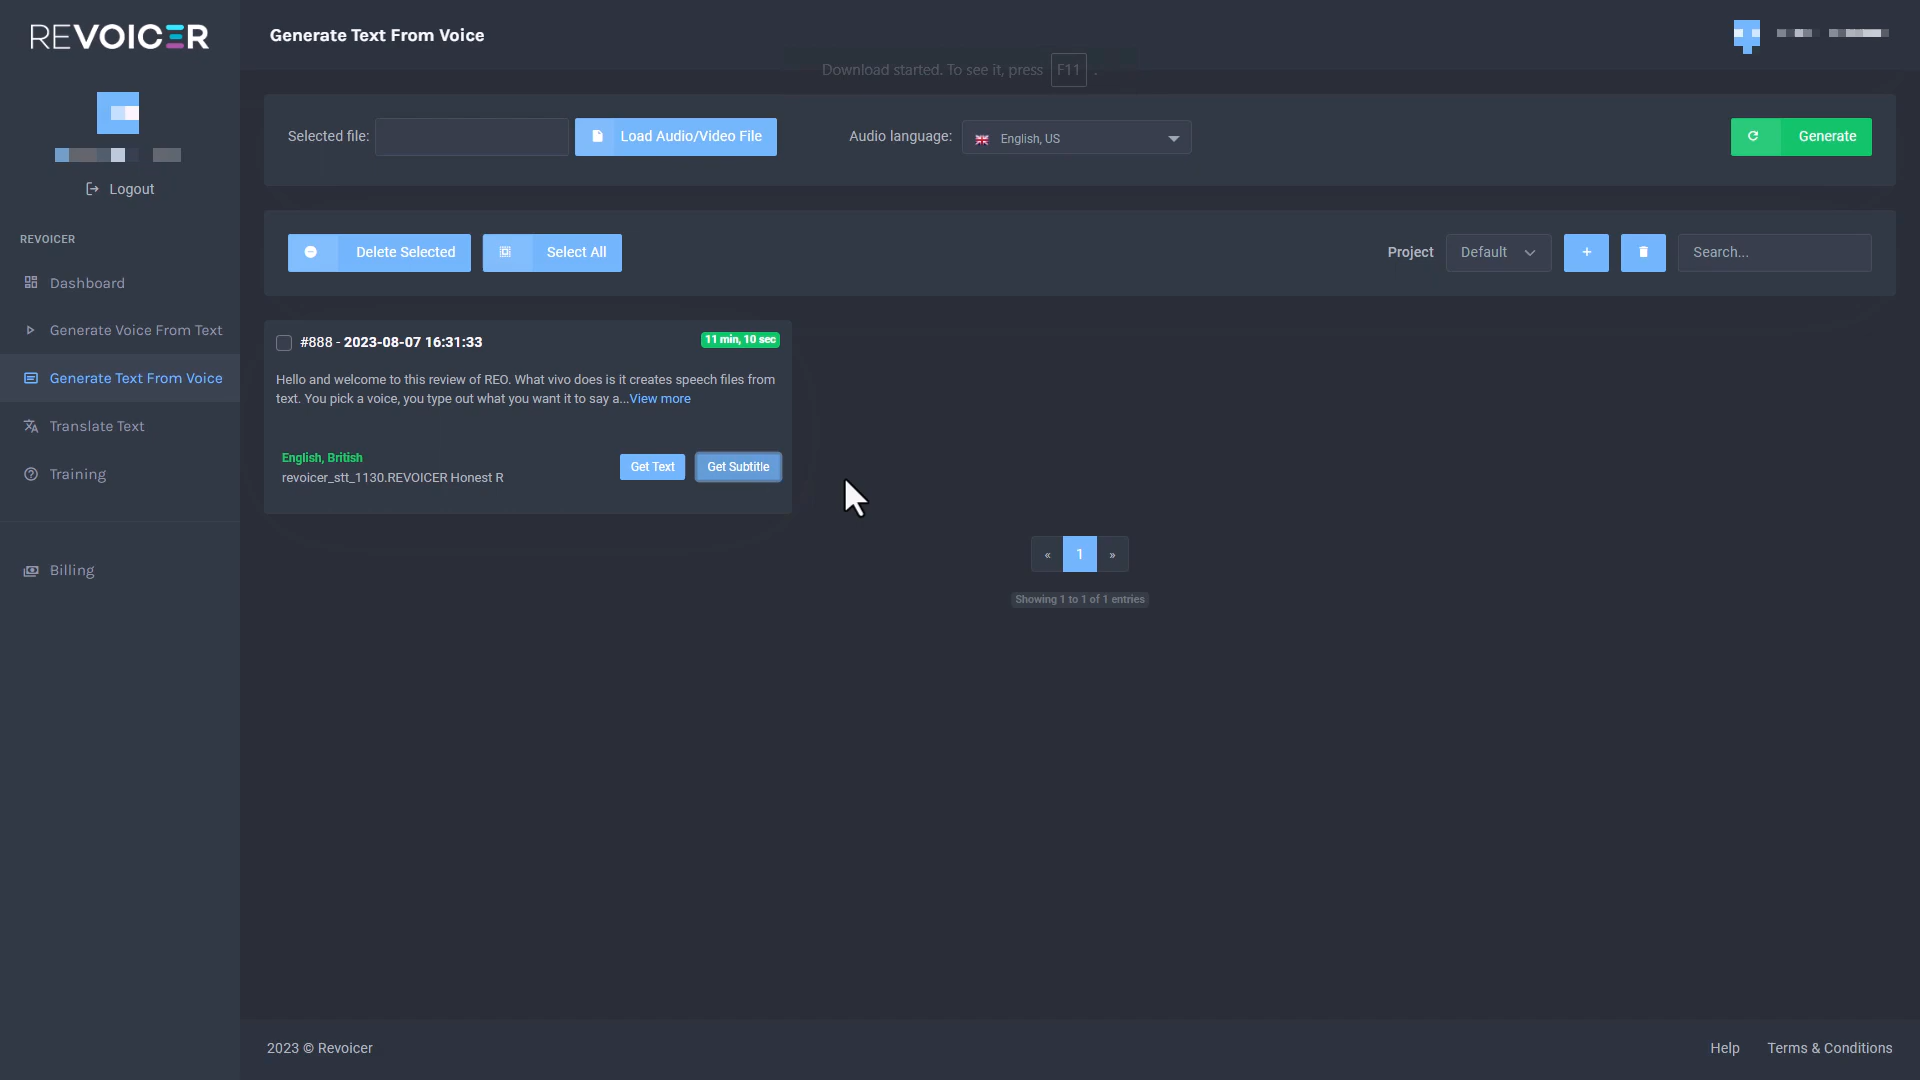 REVOICER
Generate Text From Voice
Download started. To see it, press F11 .
Selected file:
Load Audio/Video File
Audio language:
English, US
Generate
Logout
REVOICER
Dashboard
Generate Voice From Text
Generate Text From Voice
Translate Text
Training
Billing
Delete Selected
Select All
Project
Default
+
Search...
#888 - 2023-08-07 16:31:33
11 min, 10 sec
Hello and welcome to this review of REO. What vivo does is it creates speech files from
text. You pick a voice, you type out what you want it to say a...View more
English, British
revoicer_stt_1130.REVOICER Honest R
Get Text
Get Subtitle
« 1 »
Showing 1 to 1 of 1 entries
2023 © Revoicer
Help
Terms & Conditions